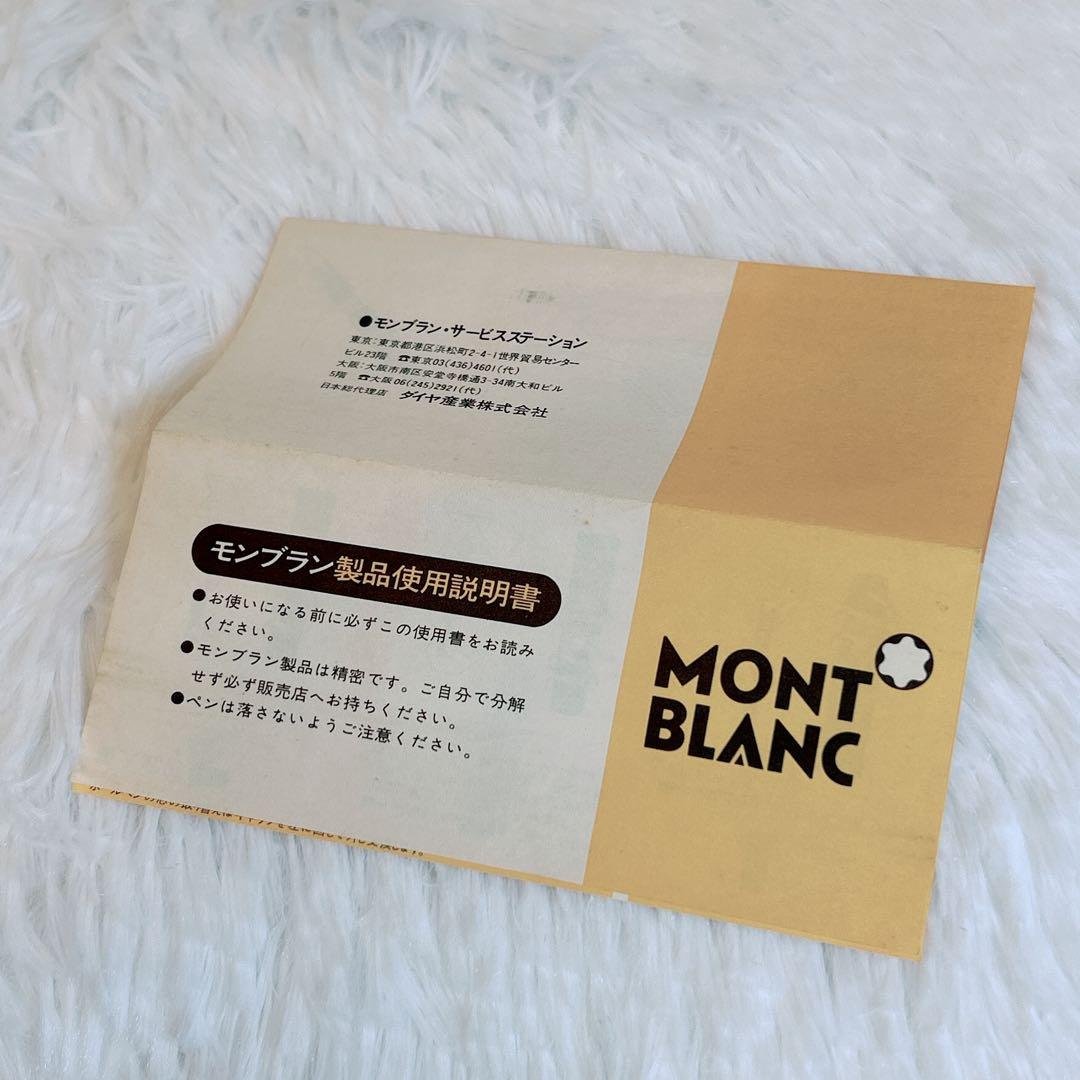 ●モンブラン・サービスステーション
東京:東京都港区浜松町2-4-1世界貿易センター
ビル23階 ☎東京03(436)4601(代)
大阪:大阪市南区安堂寺橋通3-34南大和ビル
5階 ☎大阪06(245)2921(代)
日本総代理店 ダイヤ産業株式会社
モンブラン製品使用説明書
●お使いになる前に必ずこの使用書をお読み
ください。
●モンブラン製品は精密です。ご自分で分解
せず必ず販売店へお持ちください。
●ペンは落さないようご注意ください。
MONT
BLANC